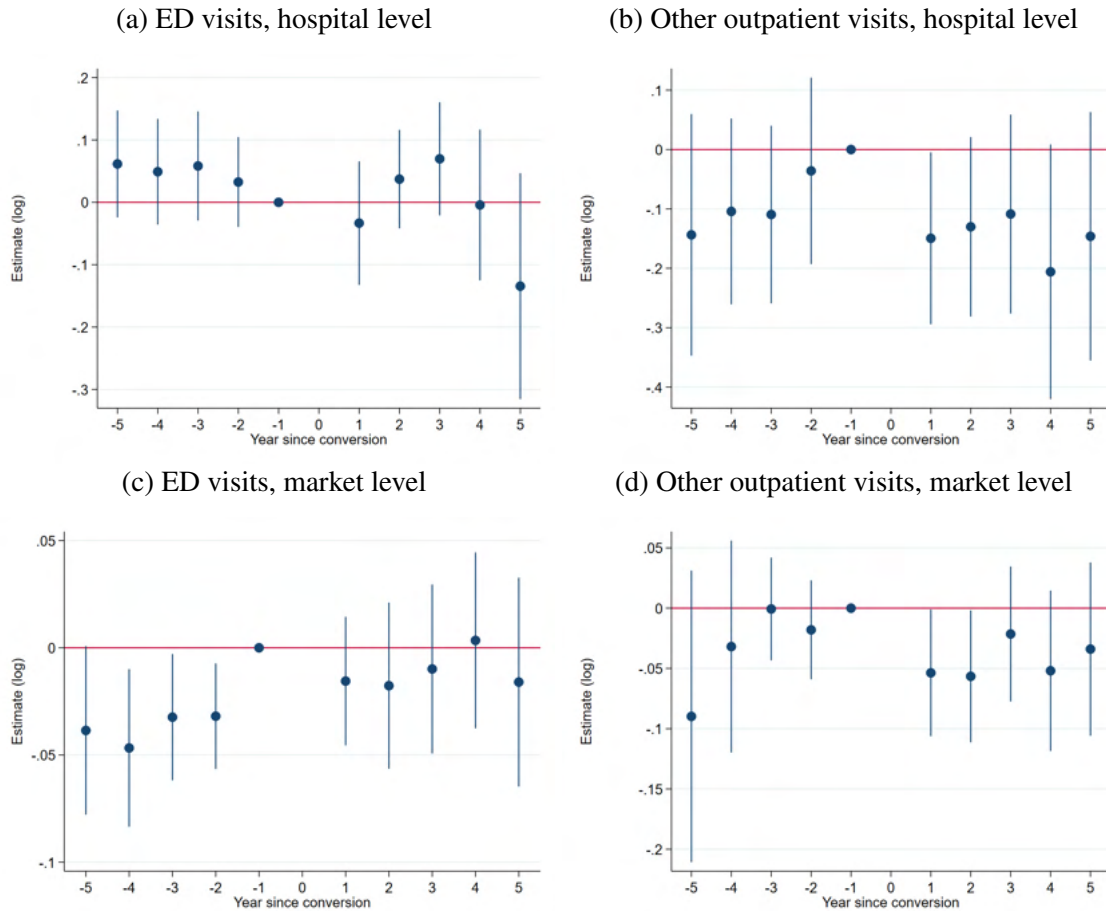 (a) ED visits, hospital level
(b) Other outpatient visits, hospital level
.2
.1
0
-.1
-.2
-.3
Estimate (log)
-5 -4 -3 -2 -1 0 1 2 3 4 5
Year since conversion
.1
0
-.1
-.2
-.3
-.4
Estimate (log)
-5 -4 -3 -2 -1 0 1 2 3 4 5
Year since conversion
(c) ED visits, market level
(d) Other outpatient visits, market level
.05
0
-.05
-.1
Estimate (log)
-5 -4 -3 -2 -1 0 1 2 3 4 5
Year since conversion
.05
0
-.05
-.1
-.15
-.2
Estimate (log)
-5 -4 -3 -2 -1 0 1 2 3 4 5
Year since conversion